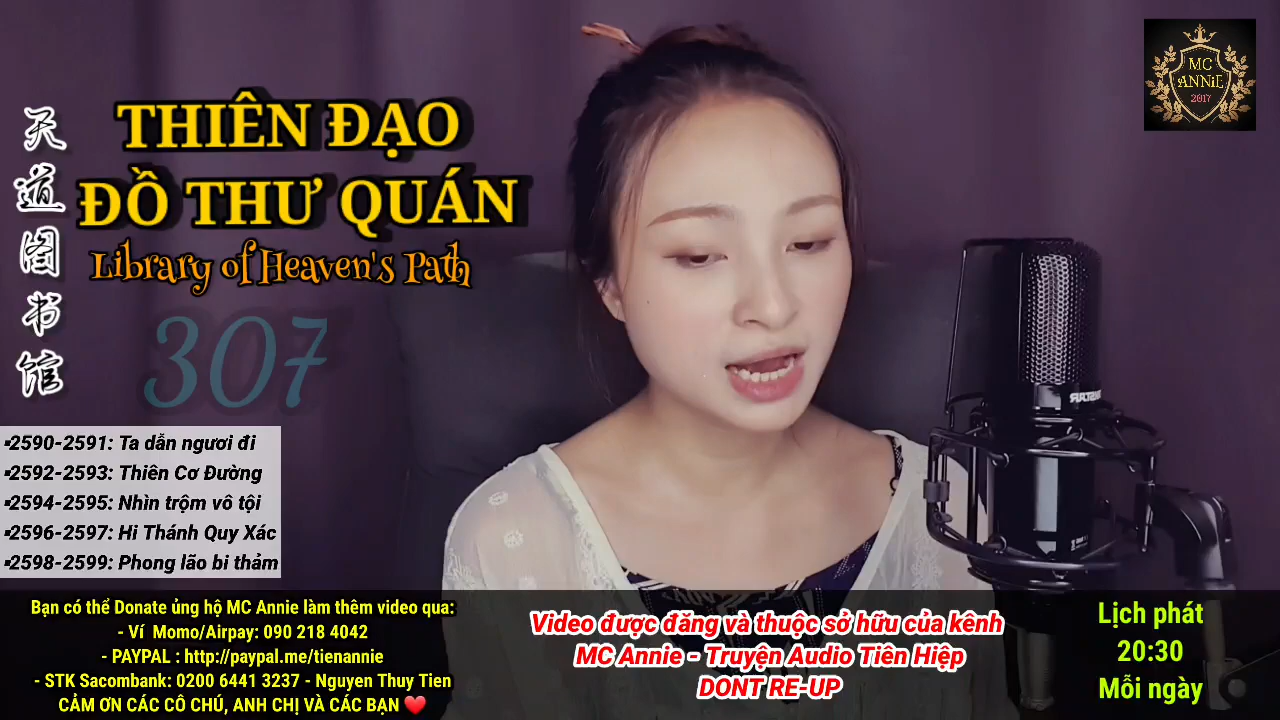 天道图书馆
THIÊN ĐẠO
ĐỒ THƯ QUÁN
Library of Heaven's Path
307
▪2590-2591: Ta dẫn ngươi đi
▪2592-2593: Thiên Cơ Đường
▪2594-2595: Nhìn trộm vô tội
▪2596-2597: Hi Thánh Quy Xác
▪2598-2599: Phong lão bi thảm
MC
ANNiE
2017
Bạn có thể Donate ủng hộ MC Annie làm thêm video qua:
- Ví Momo/Airpay: 090 218 4042
- PAYPAL : http://paypal.me/tienannie
- STK Sacombank: 0200 6441 3237 - Nguyen Thuy Tien
CẢM ƠN CÁC CÔ CHÚ, ANH CHỊ VÀ CÁC BẠN ❤️
Video được đăng và thuộc sở hữu của kênh
MC Annie - Truyện Audio Tiên Hiệp
DONT RE-UP
Lịch phát
20:30
Mỗi ngày